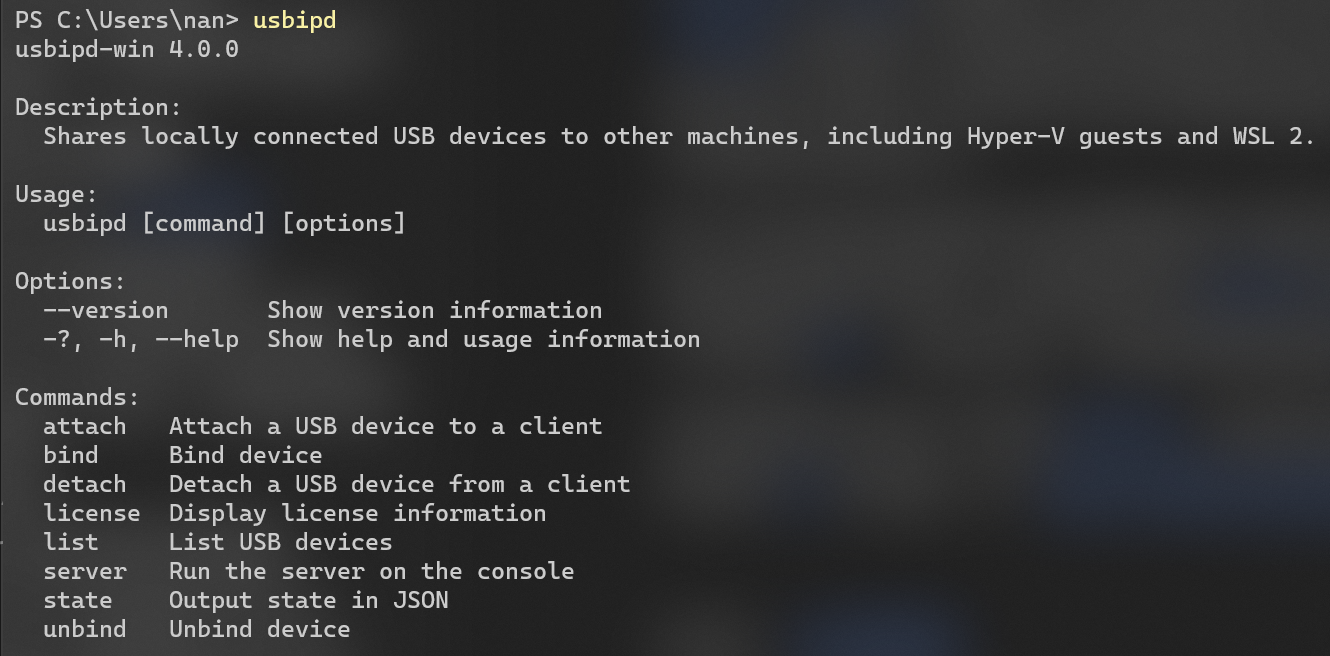 PS C:\Users\nan> usbipd
usbipd-win 4.0.0
Description:
Shares locally connected USB devices to other machines, including Hyper-V guests and WSL 2.
Usage:
usbipd [command] [options]
Options:
--version Show version information
-?, -h, --help Show help and usage information
Commands:
attach Attach a USB device to a client
bind Bind device
detach Detach a USB device from a client
license Display license information
list List USB devices
server Run the server on the console
state Output state in JSON
unbind Unbind device